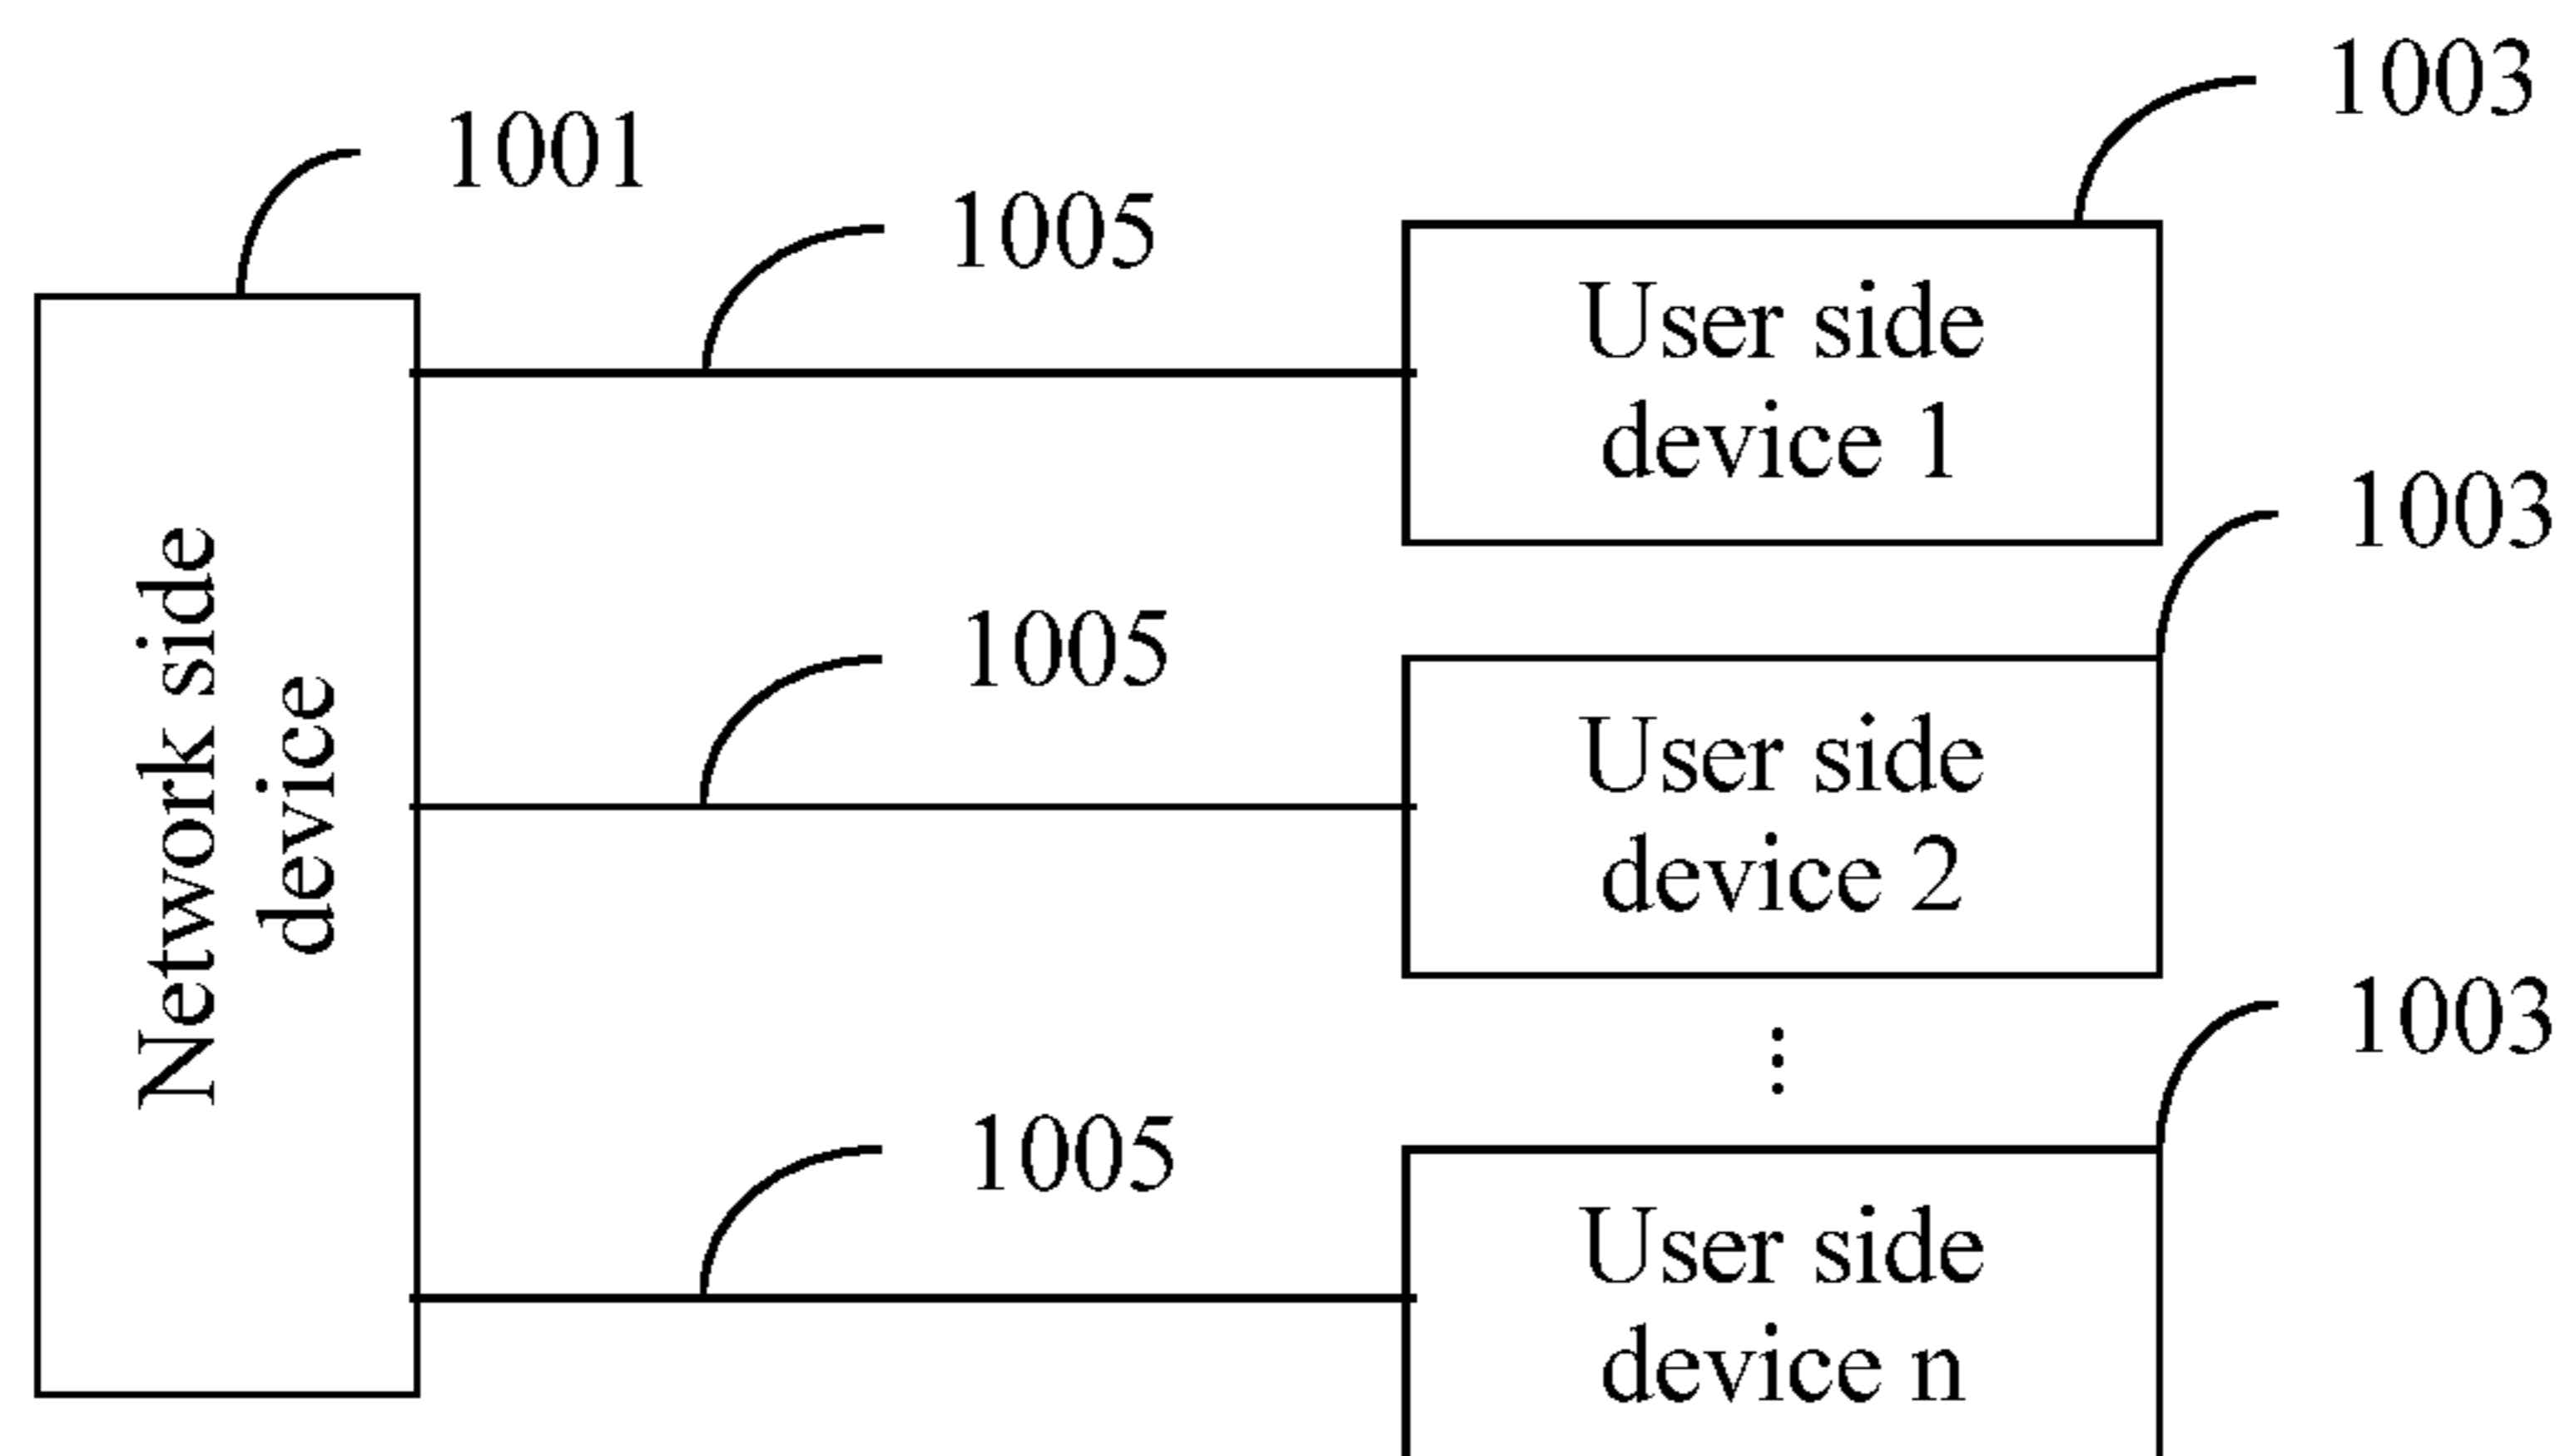 1003
1001
1005
User side
device 1
1003
Network side
device
1005
User side
device 2
1003
1005
User side
device n